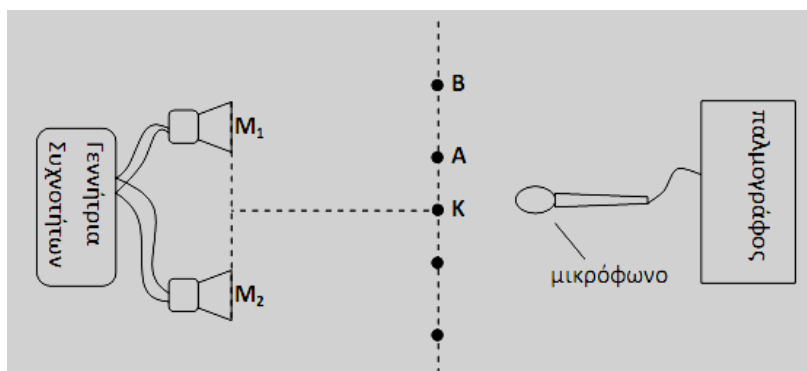 Γεννήτρια
Συχνοτήτων
M₁
M₂
B
A
K
μικρόφωνο
παλμογράφος